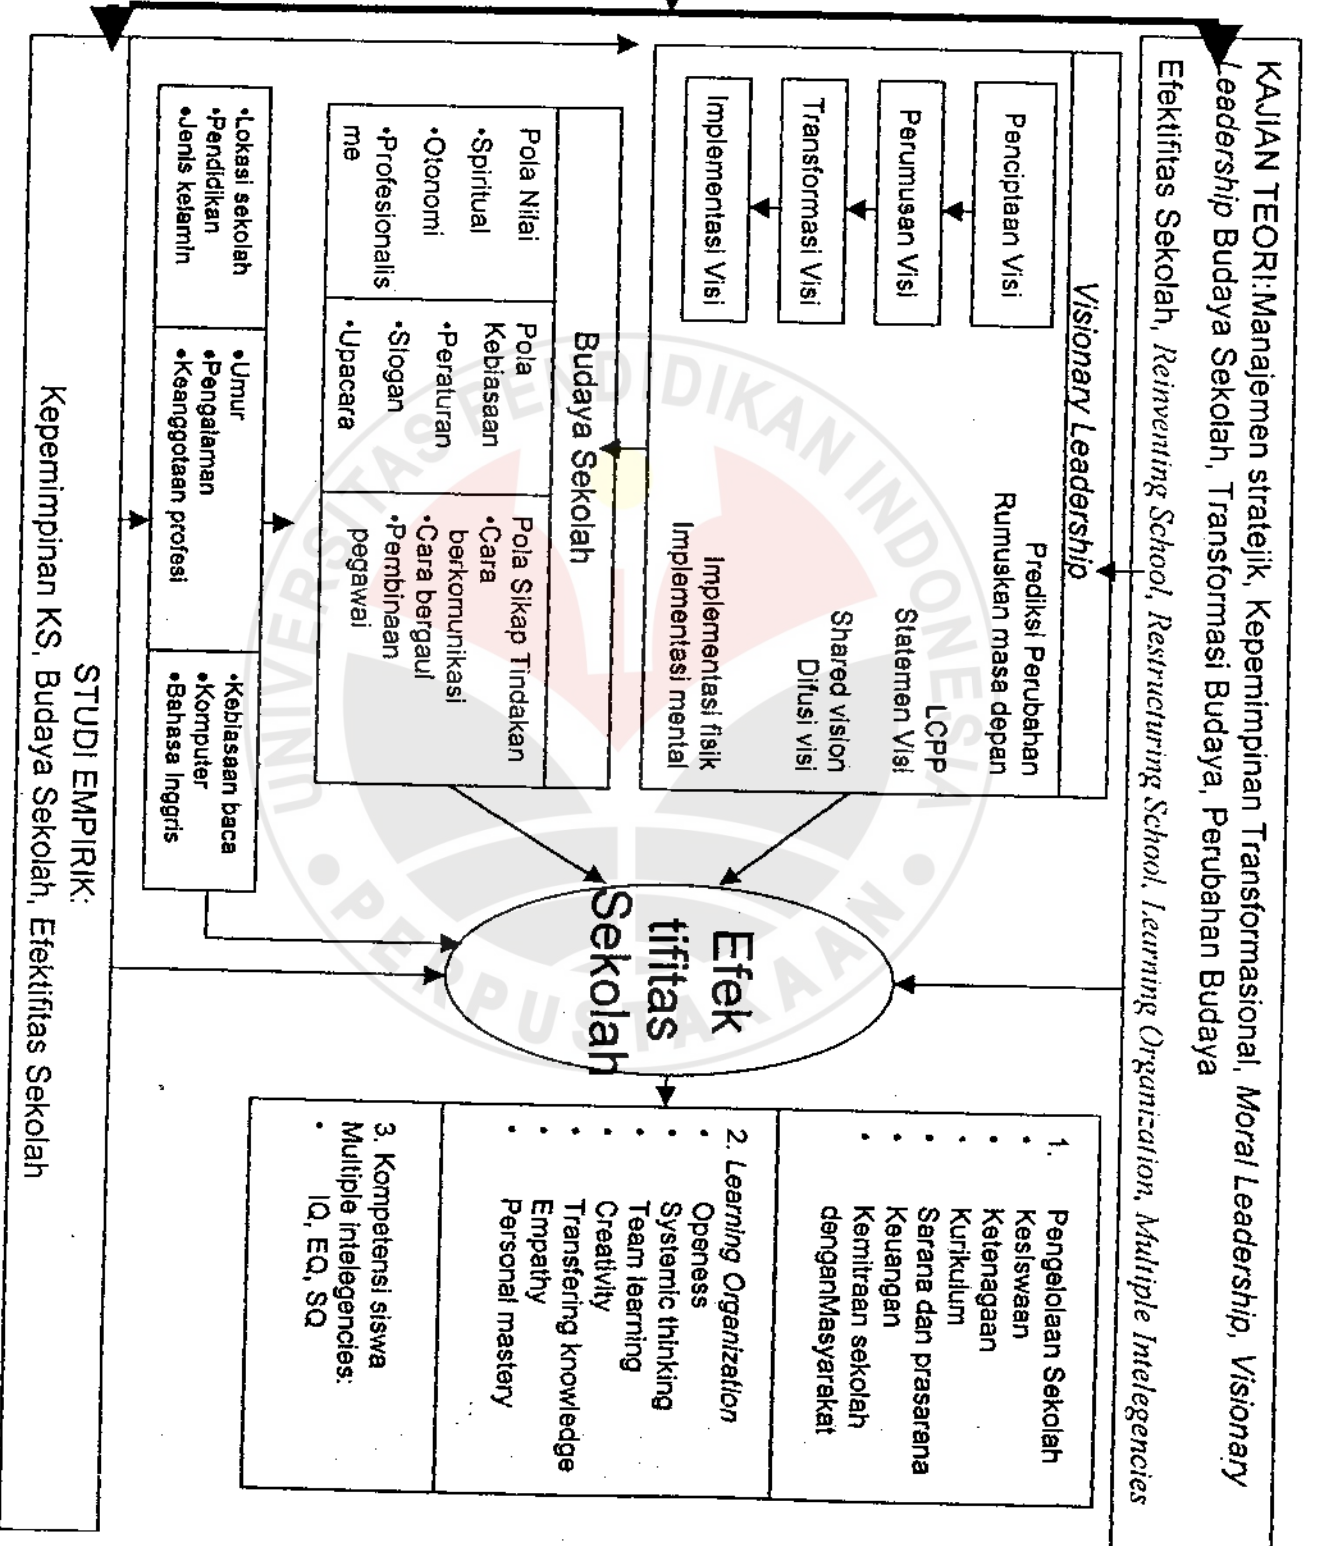 KAJIAN TEORI:Manajemen stratejik, Kepemimpinan Transformasional, Moral Leadership, Visionary
Leadership Budaya Sekolah, Transformasi Budaya, Perubahan Budaya
Efektifitas Sekolah, Reinventing School, Restructuring School, Learning Organization, Multiple Intelegencies
Visionary Leadership
Penciptaan Visi
Prediksi Perubahan
Rumuskan masa depan
Perumusan Visi
LCPP
Statemen Visi
Transformasi Visi
Shared vision
Difusi visi
Implementasi Visi
Implementasi fisik
Implementasi mental
Budaya Sekolah
Pola Nilai
•Spiritual
•Otonomi
•Profesionalis
me
Pola
Kebiasaan
•Peraturan
•Slogan
•Upacara
Pola Sikap Tindakan
•Cara
berkomunikasi
•Cara bergaul
•Pembinaan
pegawai
•Lokasi sekolah
•Pendidikan
•Jenis kelamin
•Umur
•Pengalaman
•Keanggotaan profesi
•Kebiasaan baca
•Komputer
•Bahasa Inggris
Efek
tifitas
Sekolah
1. Pengelolaan Sekolah
• Kesiswaan
• Ketenagaan
• Kurikulum
• Sarana dan prasarana
• Keuangan
• Kemitraan sekolah
denganMasyarakat
2. Learning Organization
• Openess
• Systemic thinking
• Team learning
• Creativity
• Transfering knowledge
• Empathy
• Personal mastery
3. Kompetensi siswa
Multiple intelegencies:
• IQ, EQ, SQ
STUDI EMPIRIK:
Kepemimpinan KS, Budaya Sekolah, Efektifitas Sekolah
UNIVERSITAS PENDIDIKAN INDONESIA
PERPUSTAKAAN